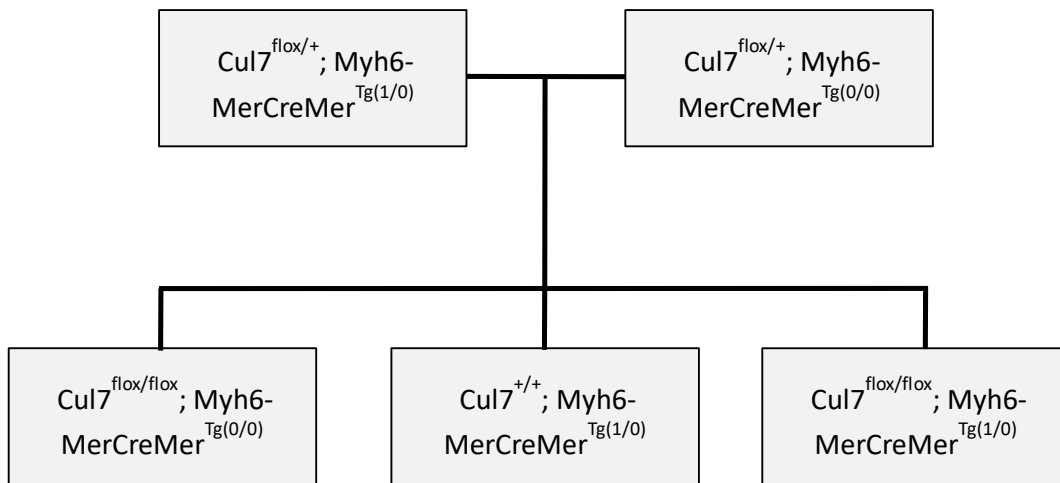 Cul7flox/+; Myh6-
MerCreMerTg(1/0)
Cul7flox/+; Myh6-
MerCreMerTg(0/0)
Cul7flox/flox; Myh6-
MerCreMerTg(0/0)
Cul7+/+; Myh6-
MerCreMerTg(1/0)
Cul7flox/flox; Myh6-
MerCreMerTg(1/0)